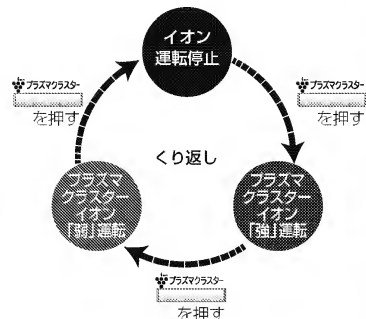 イオン
運転停止
プラズマクラスター
を押す
プラズマクラスター
を押す
くり返し
プラズマ
クラスター
イオン
「弱」運転
プラズマ
クラスター
イオン
「強」運転
プラズマクラスター
を押す